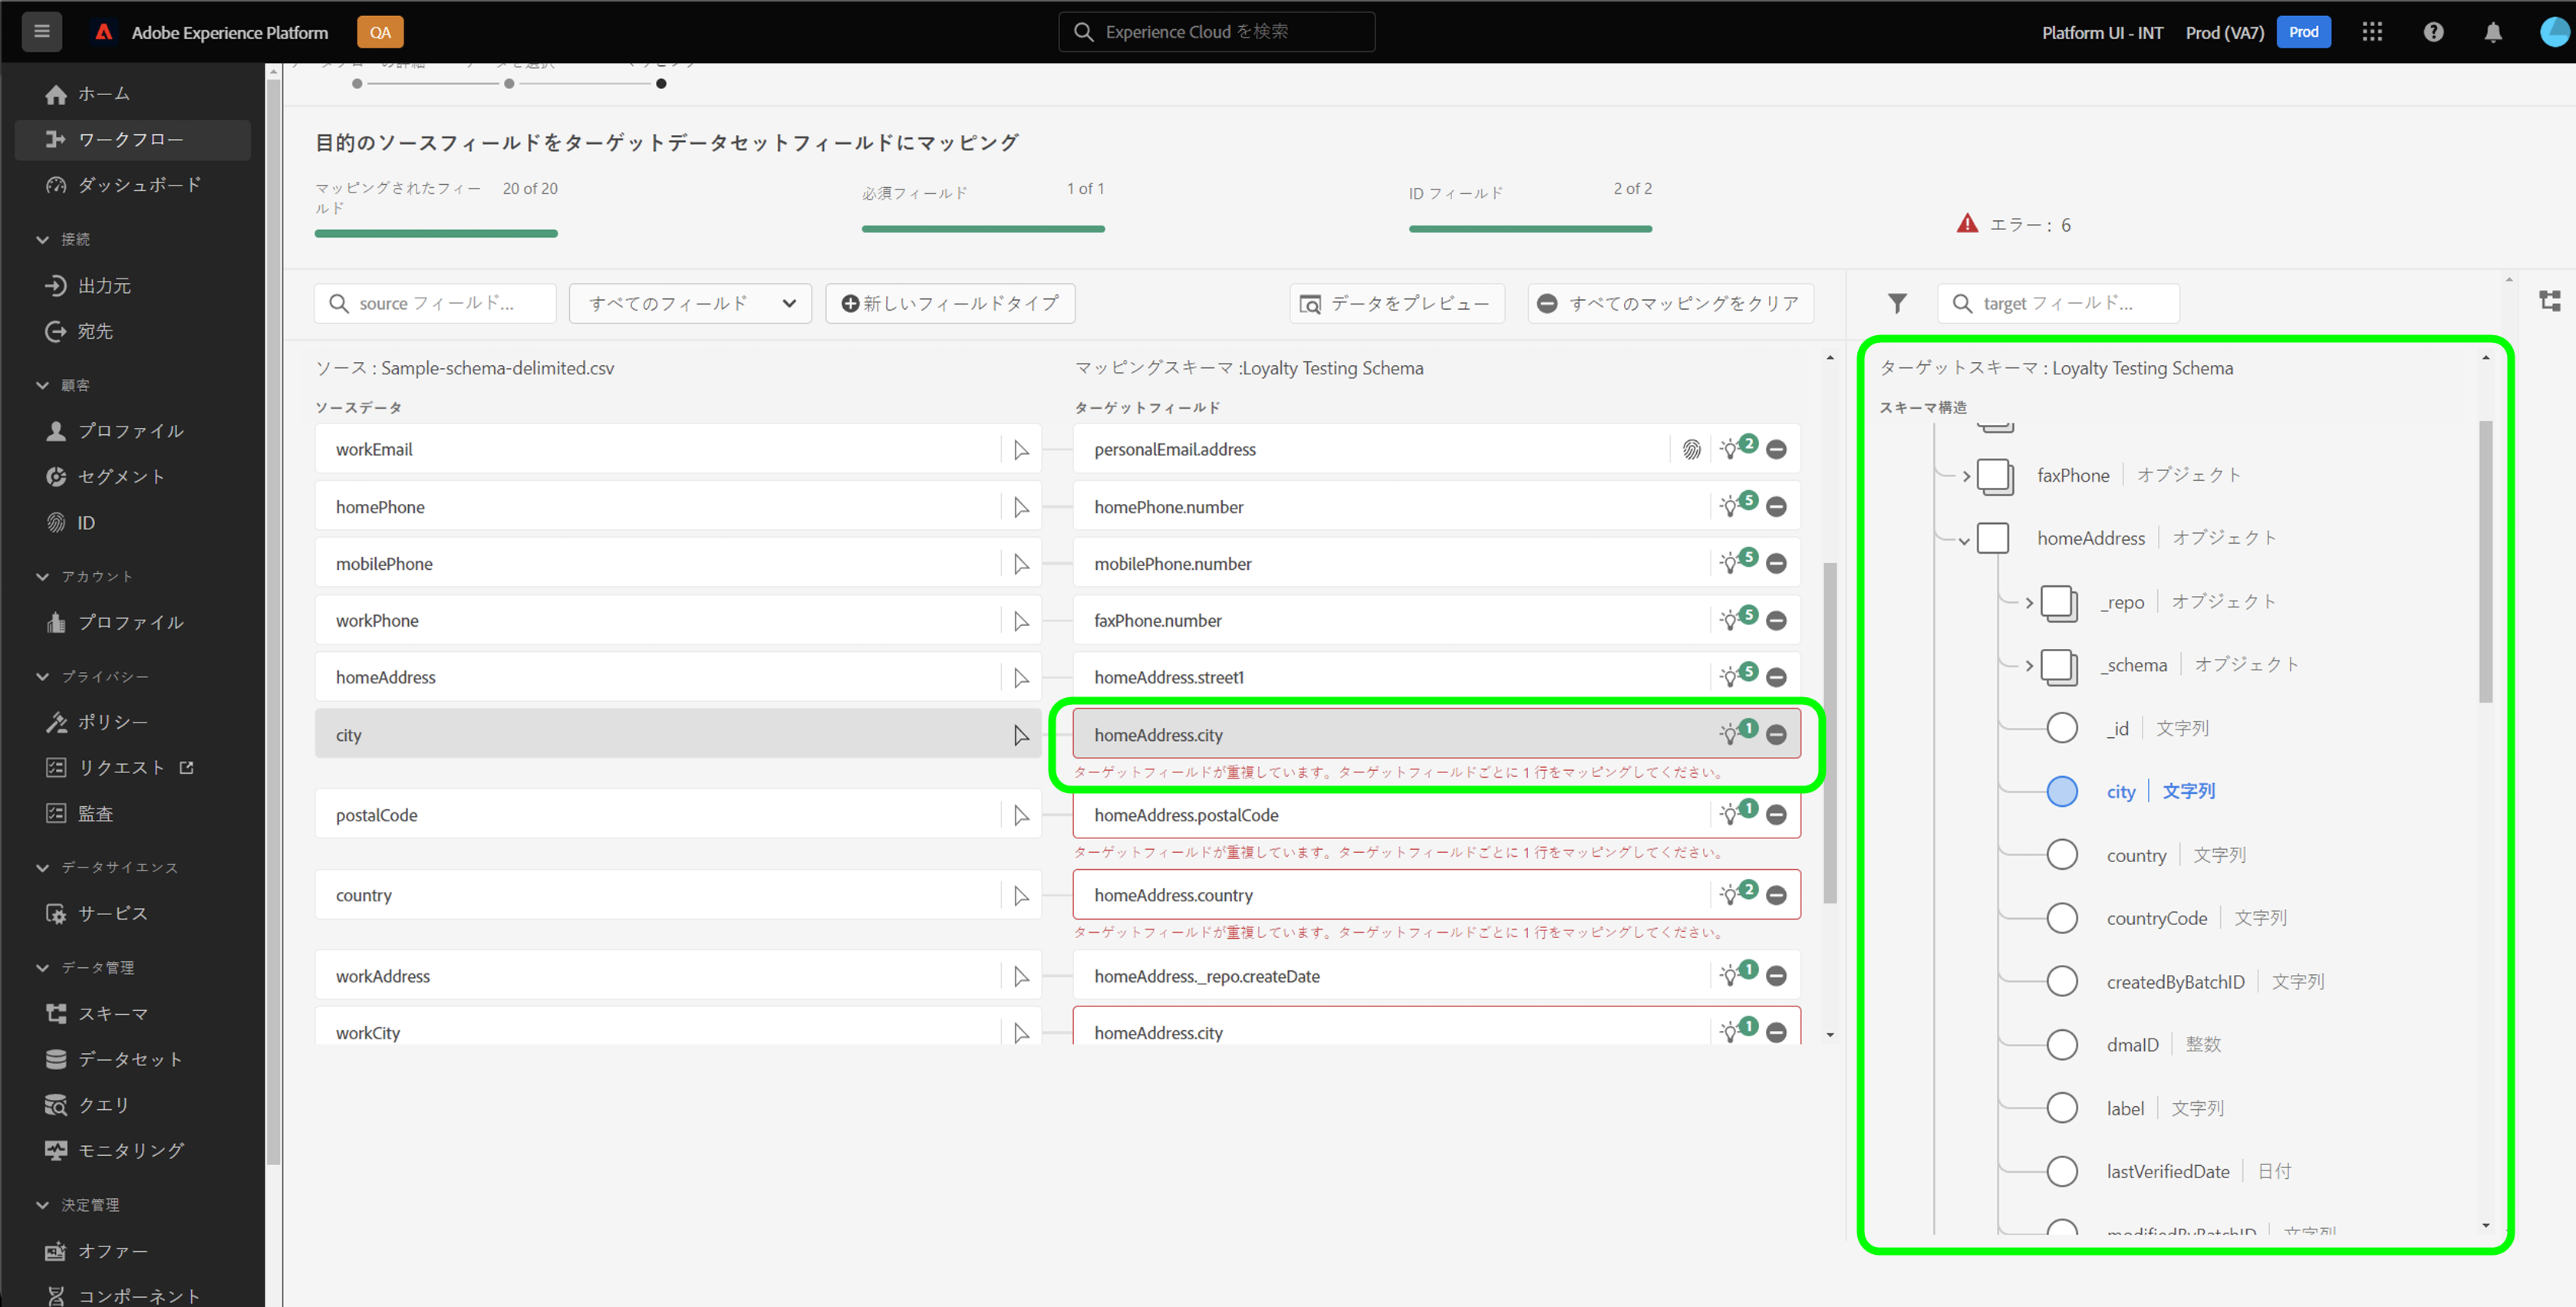 Adobe Experience Platform
QA
Experience Cloud を検索
Platform UI - INT
Prod (VA7)
Prod
ホーム
ワークフロー
ダッシュボード
接続
出力元
宛先
顧客
プロファイル
セグメント
ID
アカウント
プロファイル
プライバシー
ポリシー
リクエスト
監査
データサイエンス
サービス
データ管理
スキーマ
データセット
クエリ
モニタリング
決定管理
オファー
コンポーネント
目的のソースフィールドをターゲットデータセットフィールドにマッピング
マッピングされたフィー
ルド
20 of 20
必須フィールド
1 of 1
ID フィールド
2 of 2
エラー : 6
source フィールド...
すべてのフィールド
新しいフィールドタイプ
データをプレビュー
すべてのマッピングをクリア
target フィールド...
ソース : Sample-schema-delimited.csv
マッピングスキーマ :Loyalty Testing Schema
ソースデータ
ターゲットフィールド
workEmail
personalEmail.address
2
homePhone
homePhone.number
5
mobilePhone
mobilePhone.number
5
workPhone
faxPhone.number
5
homeAddress
homeAddress.street1
5
city
homeAddress.city
1
ターゲットフィールドが重複しています。ターゲットフィールドごとに 1 行をマッピングしてください。
postalCode
homeAddress.postalCode
1
ターゲットフィールドが重複しています。ターゲットフィールドごとに 1 行をマッピングしてください。
country
homeAddress.country
2
ターゲットフィールドが重複しています。ターゲットフィールドごとに 1 行をマッピングしてください。
workAddress
homeAddress._repo.createDate
1
workCity
homeAddress.city
1
ターゲットスキーマ : Loyalty Testing Schema
スキーマ構造
faxPhone オブジェクト
homeAddress オブジェクト
_repo オブジェクト
_schema オブジェクト
_id 文字列
city 文字列
country 文字列
countryCode 文字列
createdByBatchID 文字列
dmaID 整数
label 文字列
lastVerifiedDate 日付
modifiedByBatchID 文字列